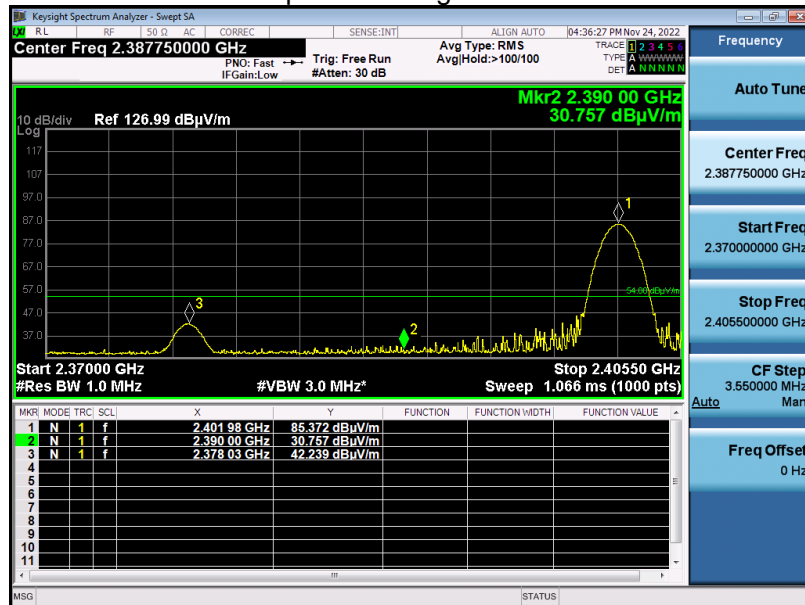 Keysight Spectrum Analyzer - Swept SA
RL RF 50 Ω AC CORREC SENSE:INT ALIGN AUTO 04:36:27 PM Nov 24, 2022
Center Freq 2.387750000 GHz
PNO: Fast
IFGain:Low
Trig: Free Run
#Atten: 30 dB
Avg Type: RMS
Avg|Hold:>100/100
TRACE 1 2 3 4 5 6
TYPE A WWWWW
DET A N N N N N
Mkr2 2.390 00 GHz
30.757 dBµV/m
10 dB/div Ref 126.99 dBµV/m
Log
117
107
97.0
87.0
77.0
67.0
57.0
47.0
37.0
1
2
3
54.00 dBµV/m
Start 2.37000 GHz Stop 2.40550 GHz
#Res BW 1.0 MHz #VBW 3.0 MHz* Sweep 1.066 ms (1000 pts)
MKR MODE TRC SCL X Y FUNCTION FUNCTION WIDTH FUNCTION VALUE
1 N 1 f 2.401 98 GHz 85.372 dBµV/m
2 N 1 f 2.390 00 GHz 30.757 dBµV/m
3 N 1 f 2.378 03 GHz 42.239 dBµV/m
4
5
6
7
8
9
10
11
MSG STATUS
Frequency
Auto Tune
Center Freq
2.387750000 GHz
Start Freq
2.370000000 GHz
Stop Freq
2.405500000 GHz
CF Step
3.550000 MHz
Auto Man
Freq Offset
0 Hz